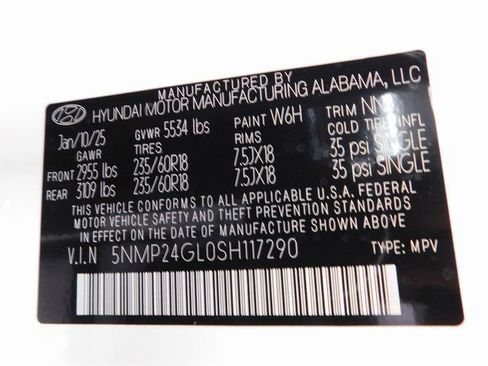 MANUFACTURED BY
HYUNDAI MOTOR MANUFACTURING ALABAMA, LLC
Jan/10/25 GVWR 5534 lbs PAINT W6H TRIM NNB
GAWR TIRES RIMS COLD TIRE INFL
FRONT 2955 lbs 235/60R18 7.5JX18 35 psi SINGLE
REAR 3109 lbs 235/60R18 7.5JX18 35 psi SINGLE
THIS VEHICLE CONFORMS TO ALL APPLICABLE U.S.A. FEDERAL
MOTOR VEHICLE SAFETY AND THEFT PREVENTION STANDARDS
IN EFFECT ON THE DATE OF MANUFACTURE SHOWN ABOVE.
V.I.N 5NMP24GL0SH117290 TYPE: MPV